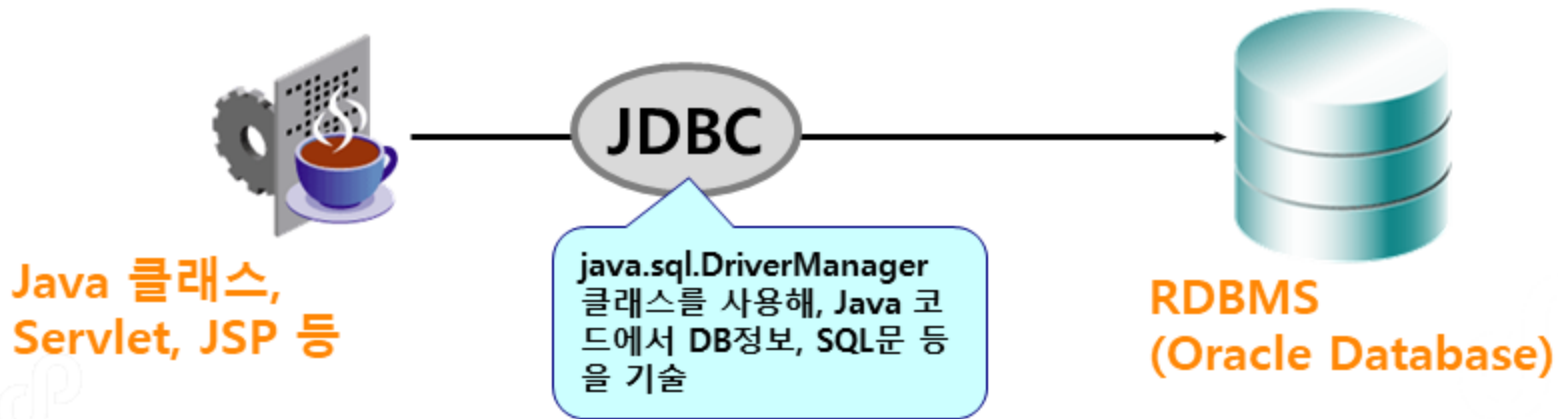 JDBC
Java 클래스,
Servlet, JSP 등
java.sql.DriverManager
클래스를 사용해, Java 코
드에서 DB정보, SQL문 등
을 기술
RDBMS
(Oracle Database)